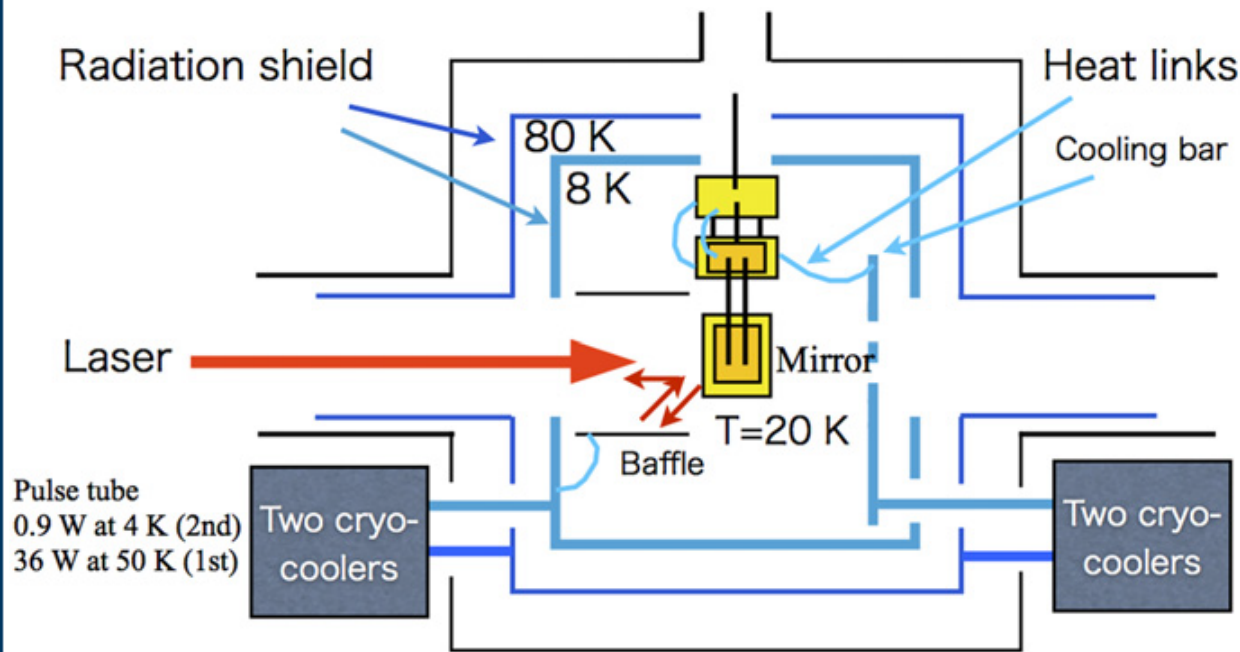 Radiation shield
Heat links
80 K
Cooling bar
8 K
Laser
Mirror
T=20 K
Baffle
Pulse tube
0.9 W at 4 K (2nd)
36 W at 50 K (1st)
Two cryo-
coolers
Two cryo-
coolers